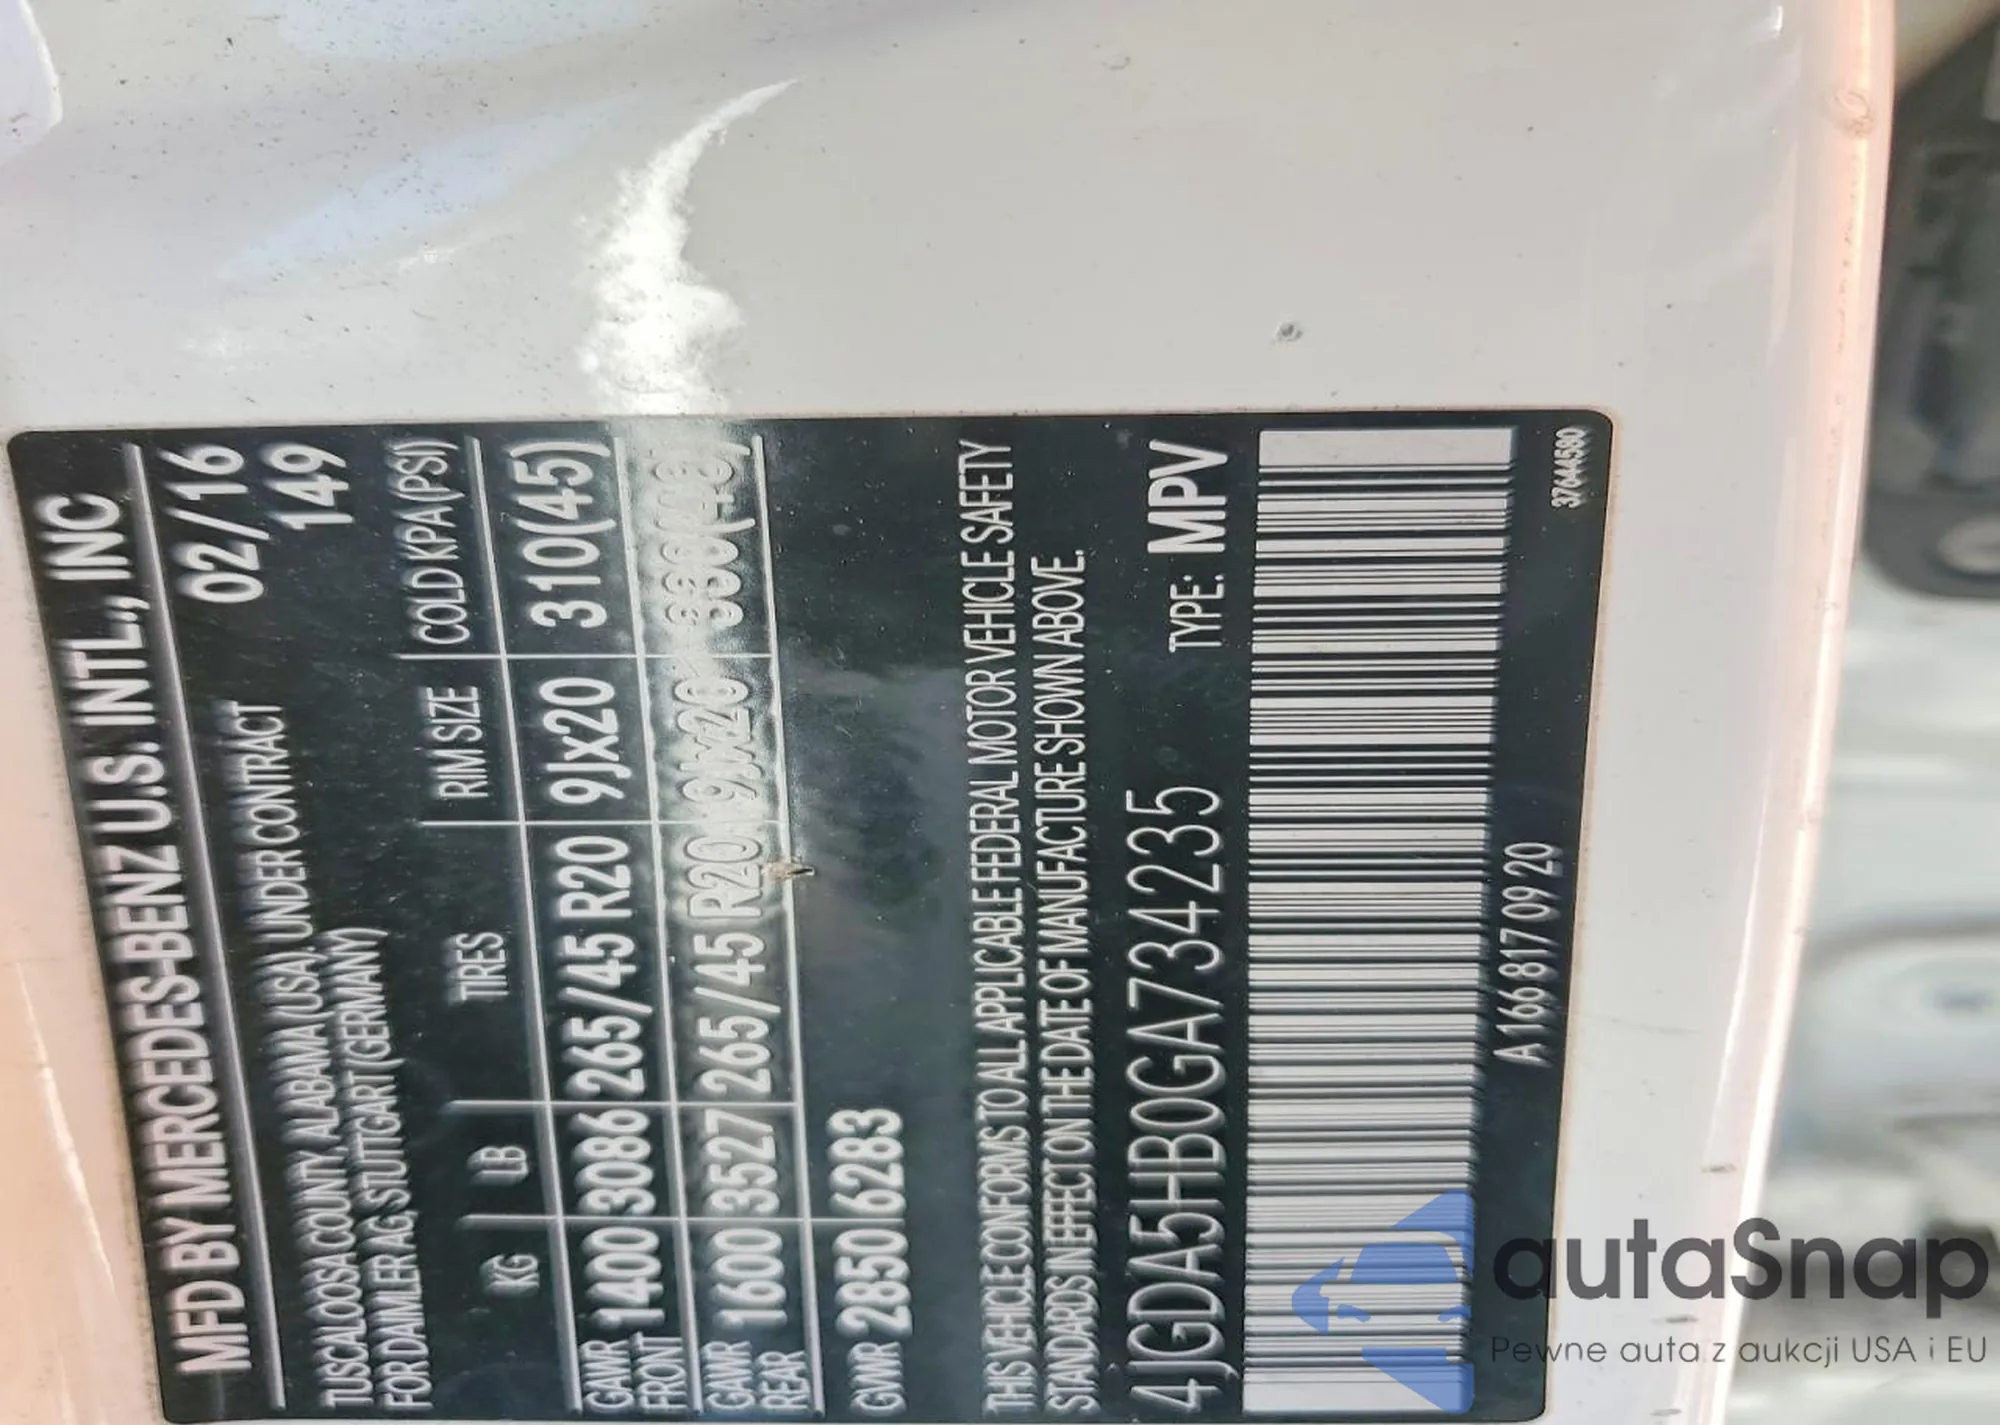 MFD BY MERCEDES-BENZ U.S. INTL., INC
02/16
TUSCALOOSA COUNTY, ALABAMA (USA), UNDER CONTRACT
149
FOR DAIMLER AG, STUTTGART (GERMANY)
KG LB TIRES RIM SIZE COLD KPA (PSI)
GAWR FRONT 1400 3086 265/45 R20 9Jx20 310(45)
GAWR REAR 1600 3527 265/45 R20 9Jx20
GWR 2850 6283
THIS VEHICLE CONFORMS TO ALL APPLICABLE FEDERAL MOTOR VEHICLE SAFETY
STANDARDS IN EFFECT ON THE DATE OF MANUFACTURE SHOWN ABOVE.
4JGDA5HB0GA734235 TYPE: MPV
A 166 817 09 20
37644580
autaSnap
Pewne auta z aukcji USA i EU